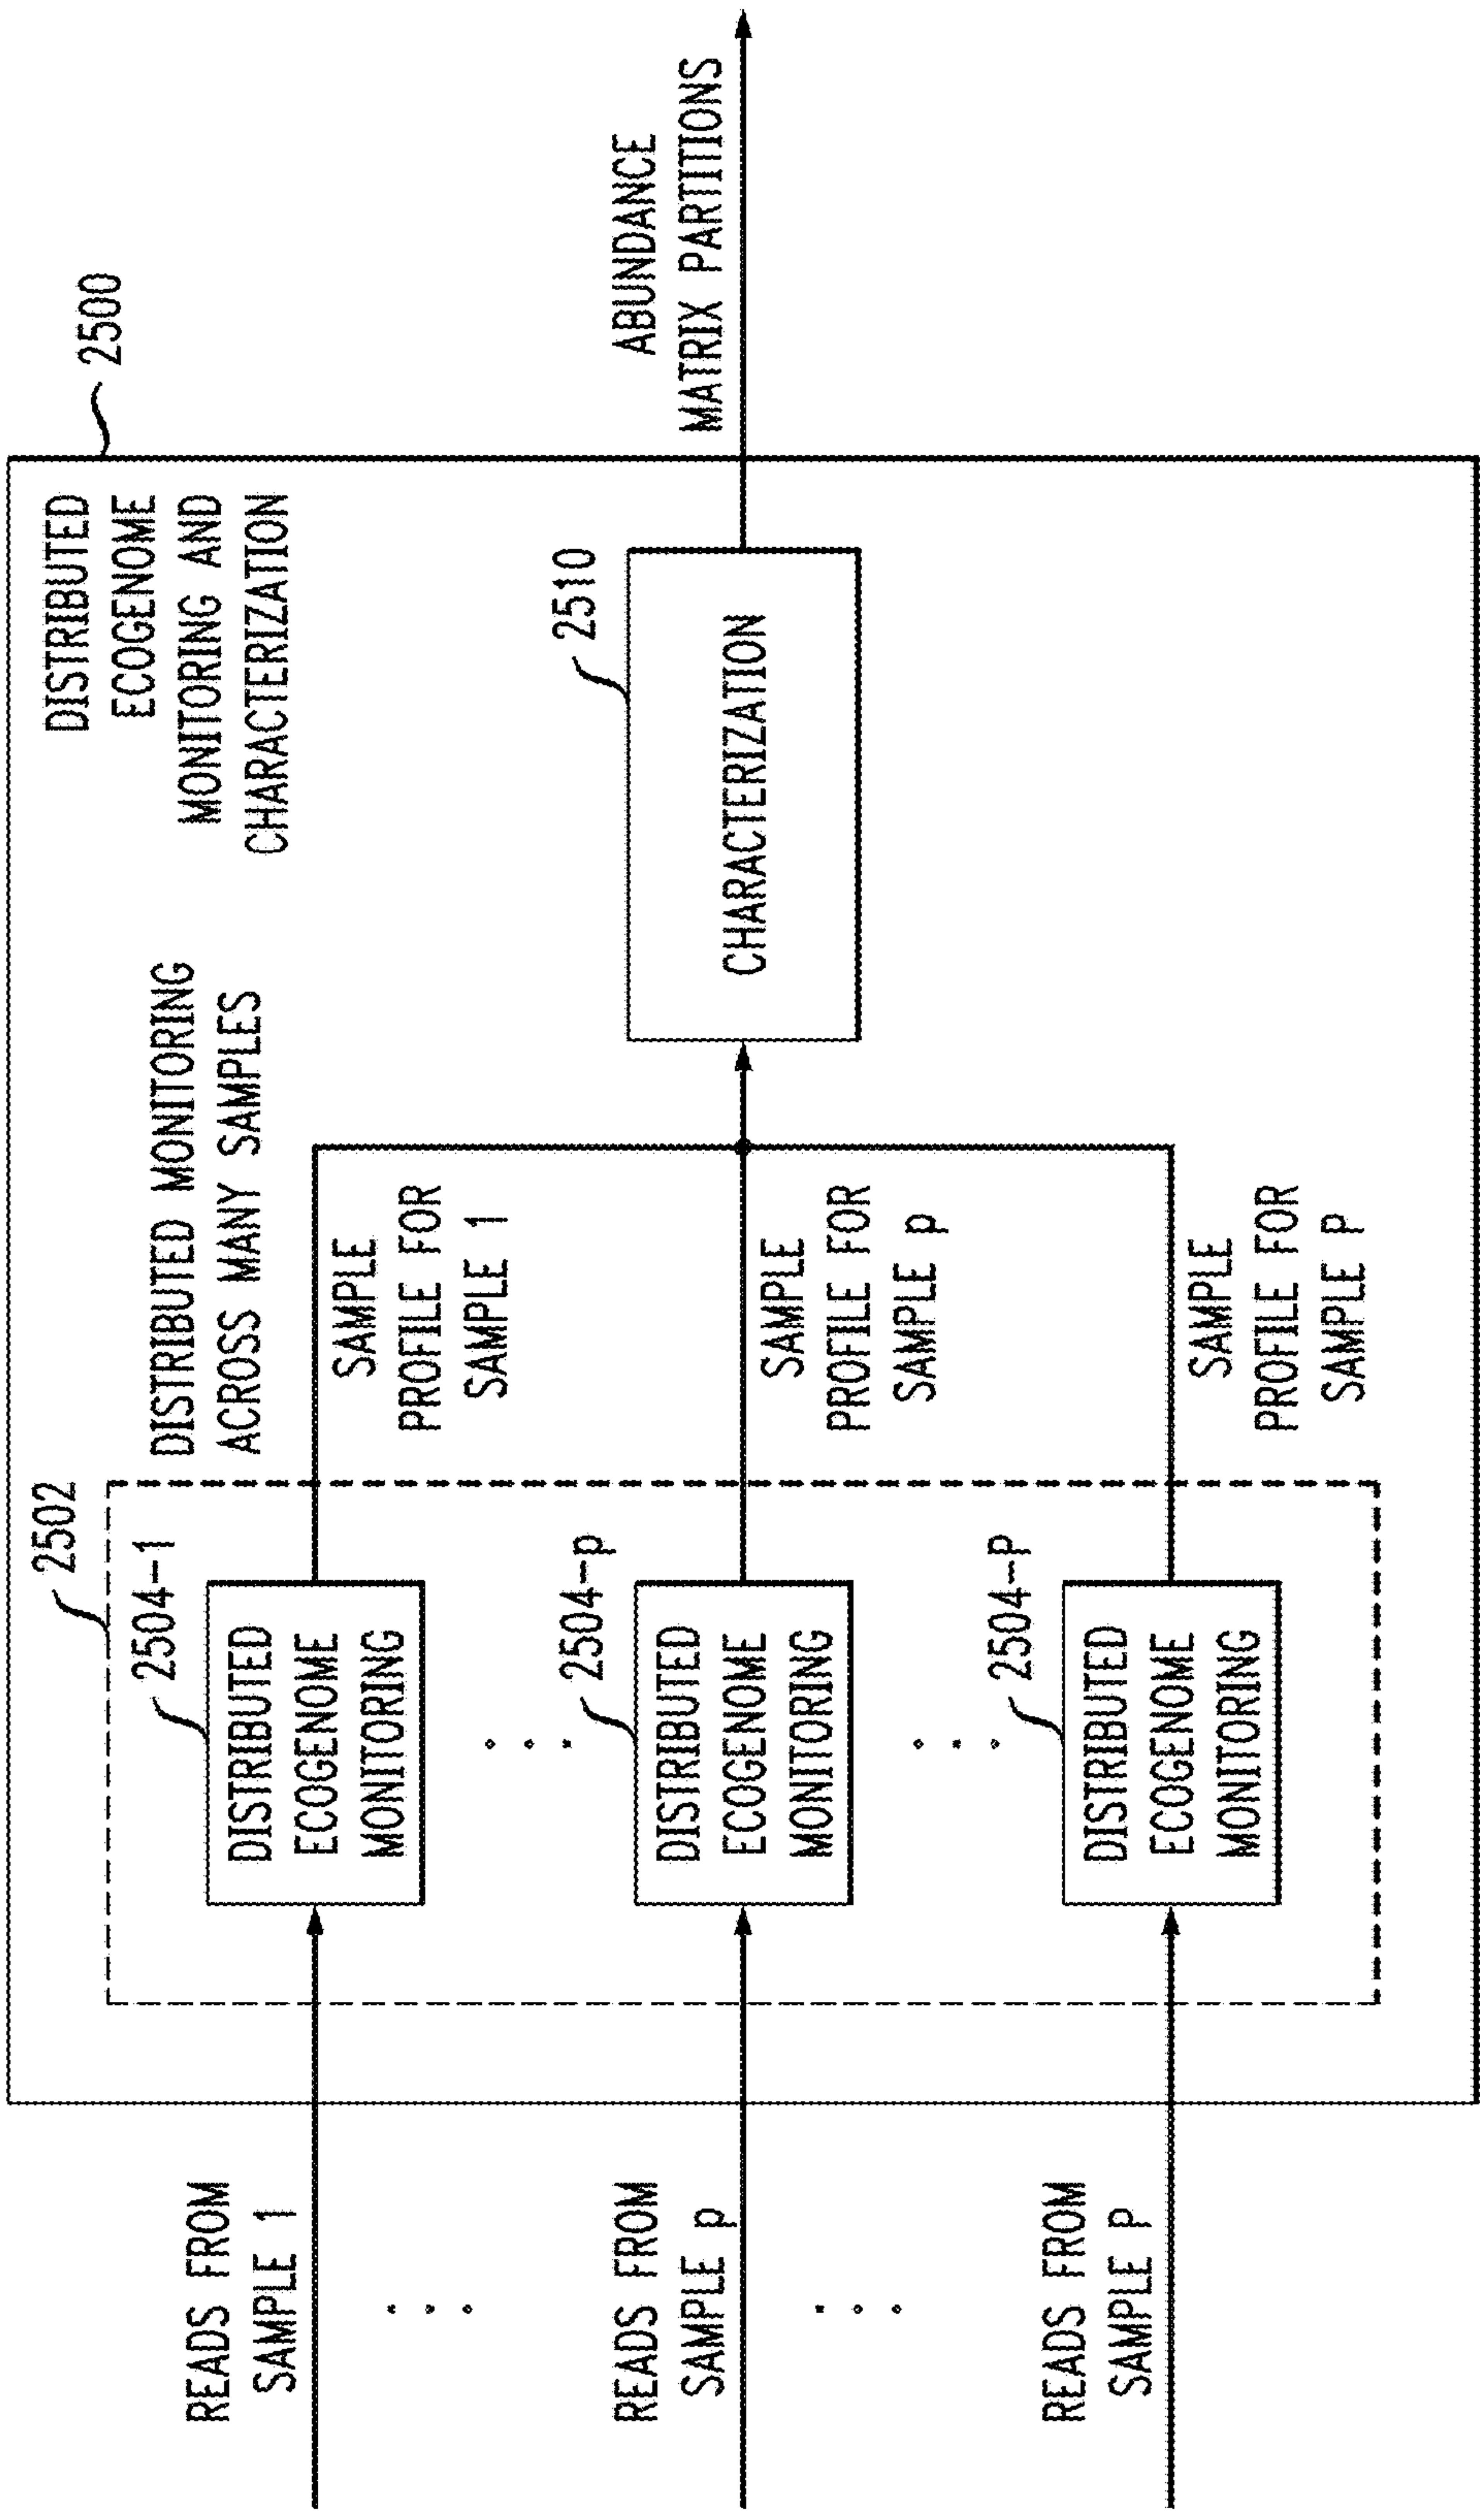 2500
DISTRIBUTED
ECOGENOME
MONITORING AND
CHARACTERIZATION
2502
DISTRIBUTED MONITORING
ACROSS MANY SAMPLES
READS FROM
SAMPLE 1
2504-1
DISTRIBUTED
ECOGENOME
MONITORING
SAMPLE
PROFILE FOR
SAMPLE 1
READS FROM
SAMPLE p
2504-p
DISTRIBUTED
ECOGENOME
MONITORING
SAMPLE
PROFILE FOR
SAMPLE p
2510
CHARACTERIZATION
ABUNDANCE
MATRIX PARTITIONS
READS FROM
SAMPLE P
2504-P
DISTRIBUTED
ECOGENOME
MONITORING
SAMPLE
PROFILE FOR
SAMPLE P